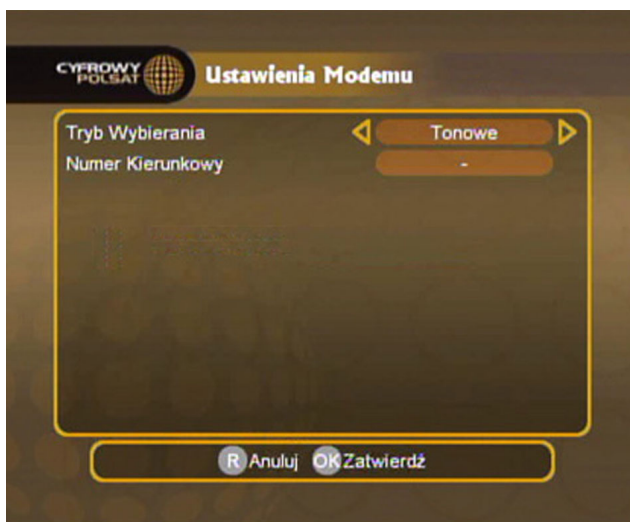 CYFROWY POLSAT
Ustawienia Modemu
Tryb Wybierania Tonowe
Numer Kierunkowy -
R Anuluj OK Zatwierdź